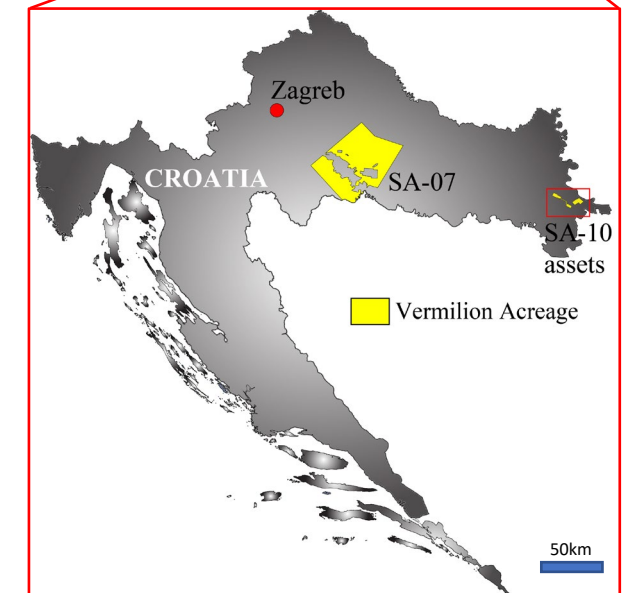 Zagreb
CROATIA
SA-07
SA-10
assets
Vermilion Acreage
50km